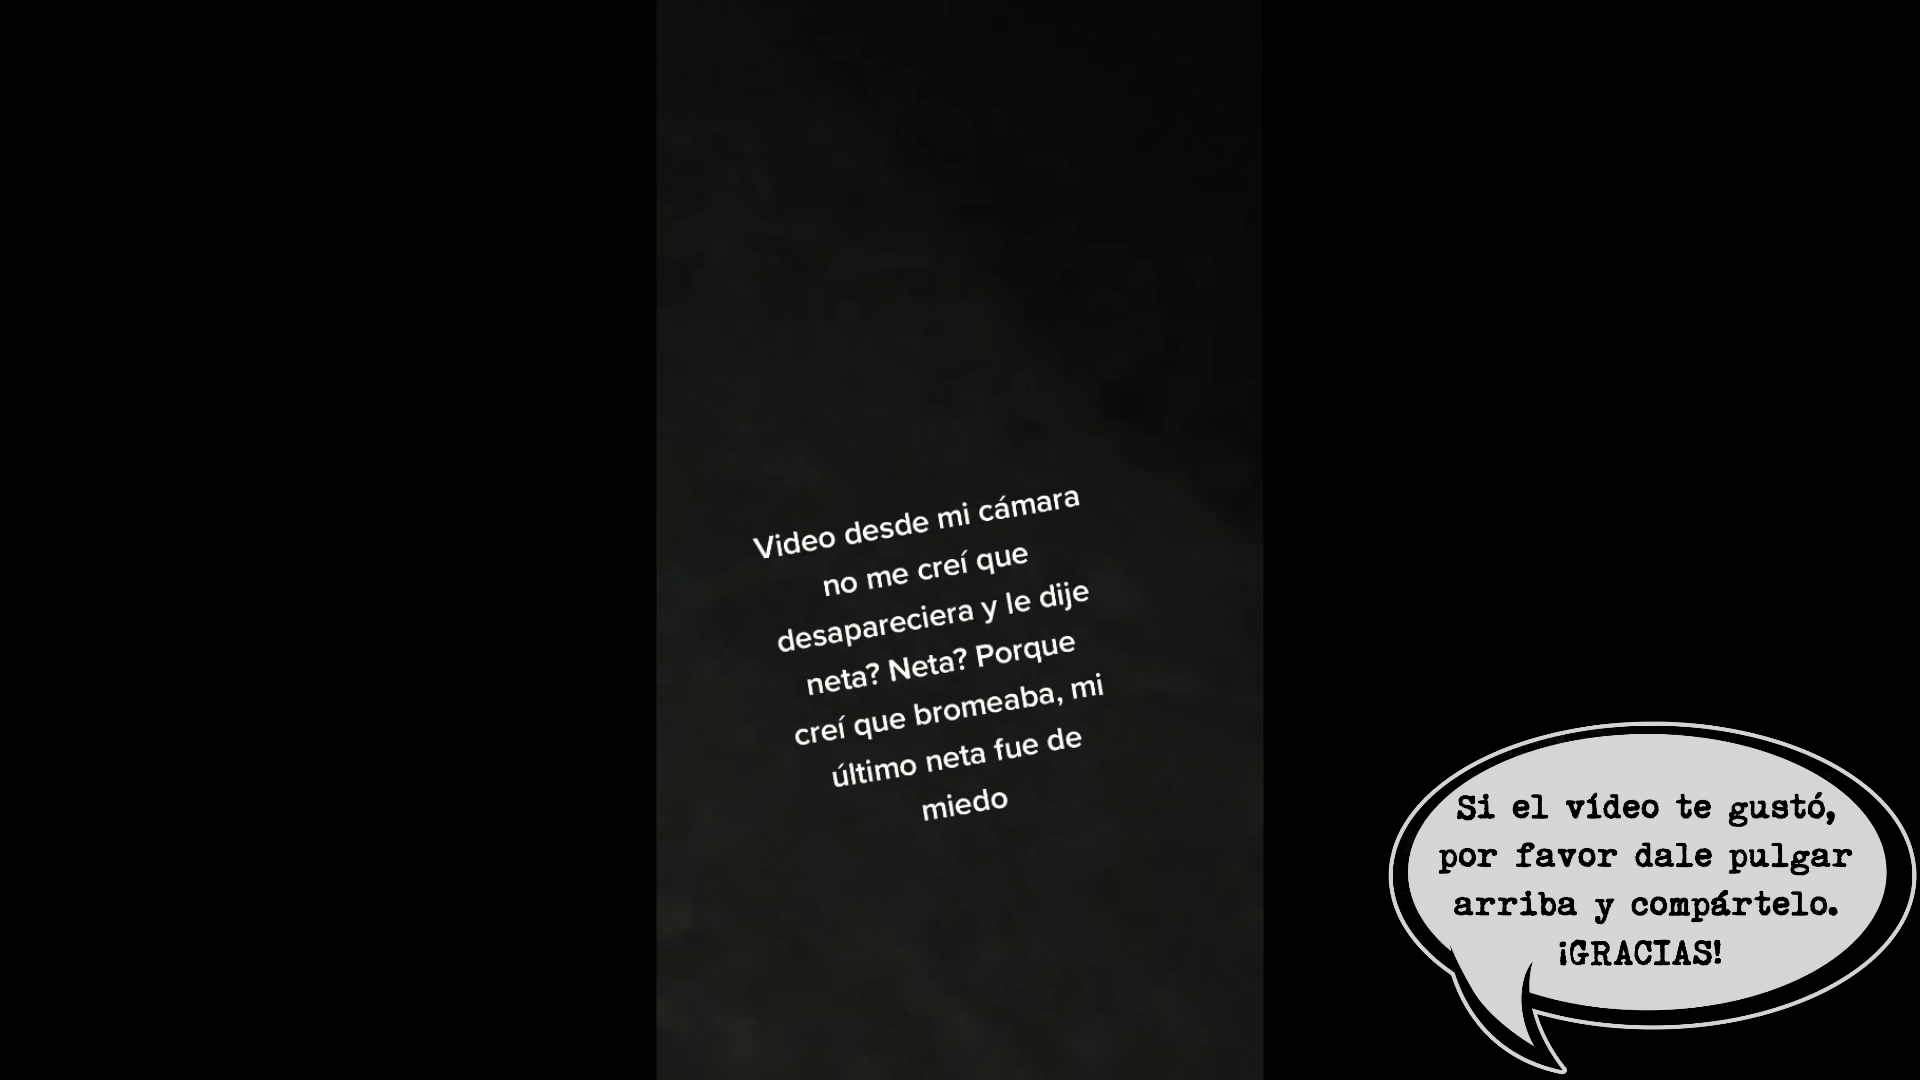 Video desde mi cámara
no me creí que
desapareciera y le dije
neta? Neta? Porque
creí que bromeaba, mi
último neta fue de
miedo
Si el vídeo te gustó,
por favor dale pulgar
arriba y compártelo.
¡GRACIAS!